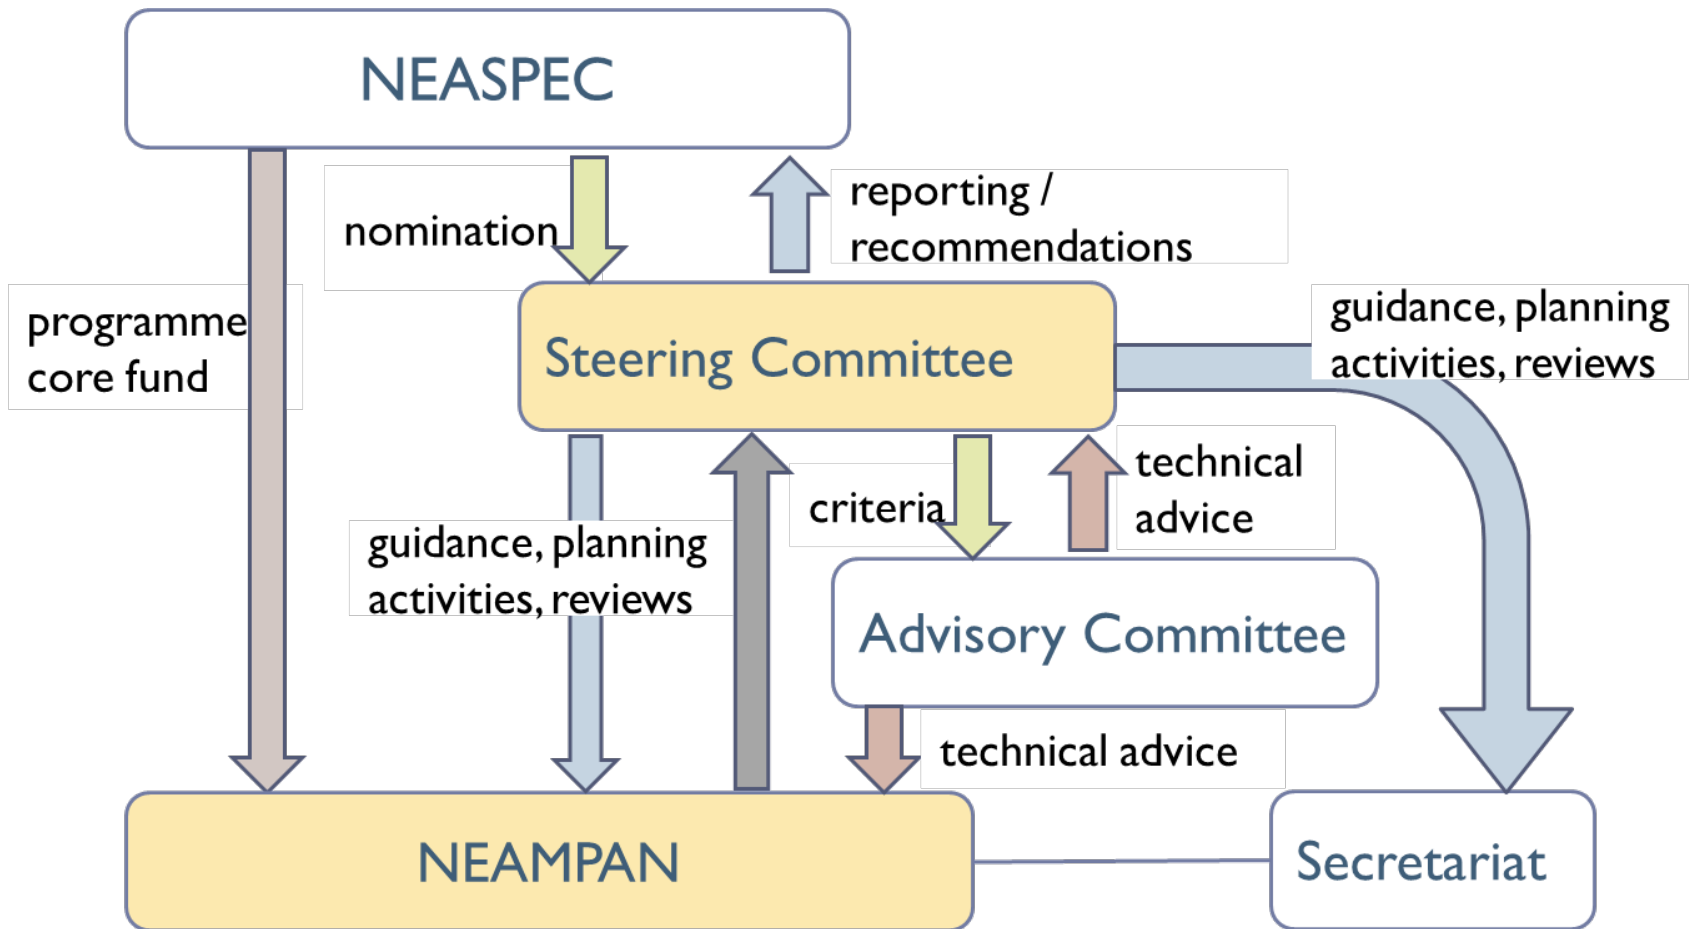 NEASPEC
nomination
reporting /
recommendations
programme
core fund
Steering Committee
guidance, planning
activities, reviews
guidance, planning
activities, reviews
criteria
technical
advice
Advisory Committee
technical advice
NEAMPAN
Secretariat